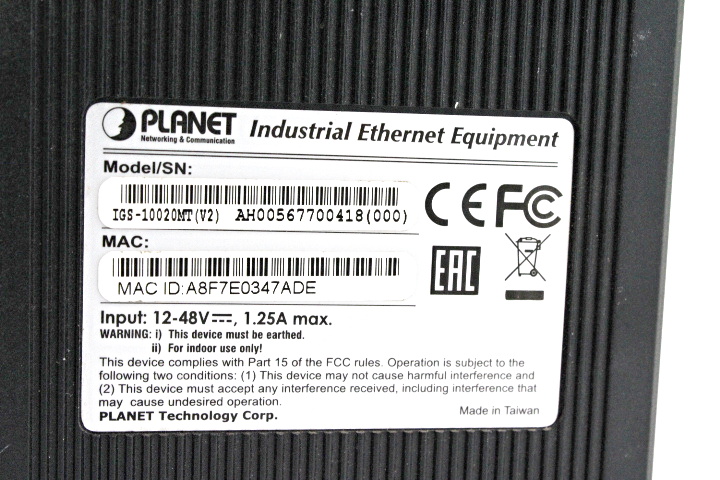 PLANET Industrial Ethernet Equipment
Networking & Communication
Model/SN:
IGS-10020MT(V2) AH00567700418(000)
CE FC
MAC:
EAC
MAC ID:A8F7E0347ADE
Input: 12-48V⎓, 1.25A max.
WARNING: i) This device must be earthed.
ii) For indoor use only!
This device complies with Part 15 of the FCC rules. Operation is subject to the
following two conditions: (1) This device may not cause harmful interference and
(2) This device must accept any interference received, including interference that
may cause undesired operation.
PLANET Technology Corp.
Made in Taiwan